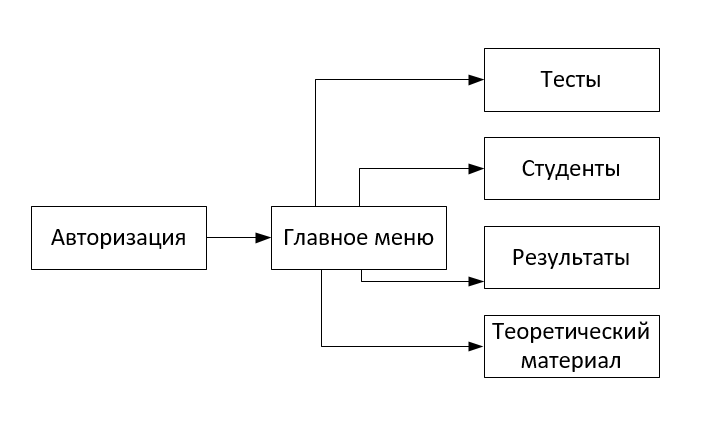 Авторизация
Главное меню
Тесты
Студенты
Результаты
Теоретический
материал